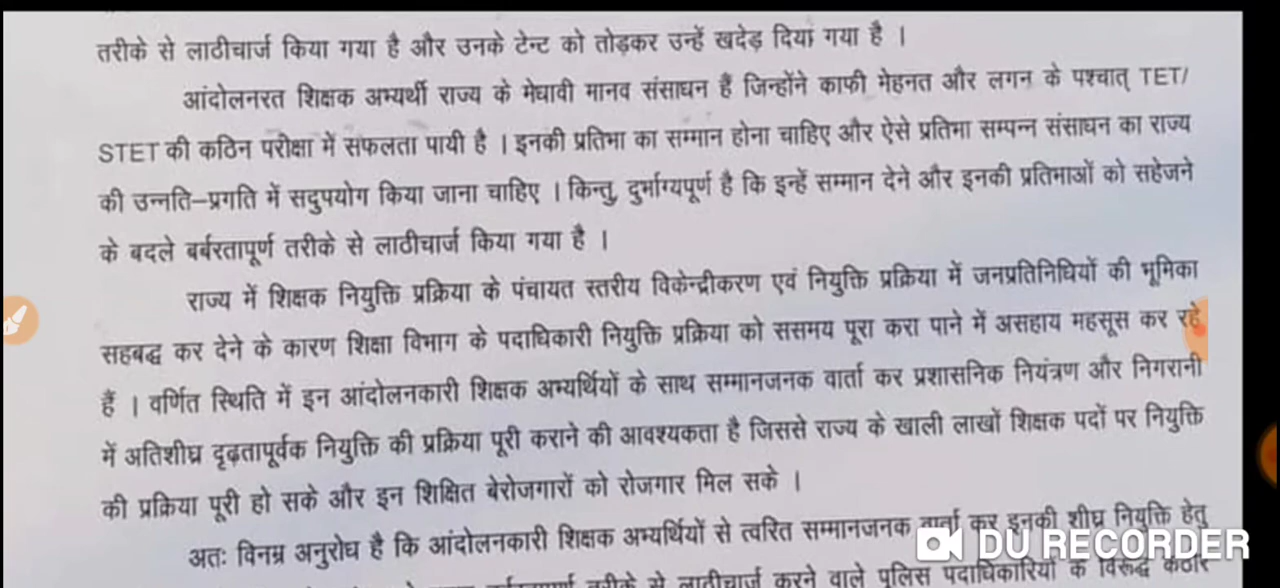 तरीके से लाठीचार्ज किया गया है और उनके टेन्ट को तोड़कर उन्हें खदेड़ दिया गया है ।
आंदोलनरत शिक्षक अभ्यर्थी राज्य के मेघावी मानव संसाधन हैं जिन्होंने काफी मेहनत और लगन के पश्चात् TET/
STET की कठिन परीक्षा में सफलता पायी है । इनकी प्रतिभा का सम्मान होना चाहिए और ऐसे प्रतिभा सम्पन्न संसाधन का राज्य
की उन्नति–प्रगति में सदुपयोग किया जाना चाहिए । किन्तु, दुर्भाग्यपूर्ण है कि इन्हें सम्मान देने और इनकी प्रतिभाओं को सहेजने
के बदले बर्बरतापूर्ण तरीके से लाठीचार्ज किया गया है ।
राज्य में शिक्षक नियुक्ति प्रक्रिया के पंचायत स्तरीय विकेन्द्रीकरण एवं नियुक्ति प्रक्रिया में जनप्रतिनिधियों की भूमिका
सहबद्ध कर देने के कारण शिक्षा विभाग के पदाधिकारी नियुक्ति प्रक्रिया को ससमय पूरा करा पाने में असहाय महसूस कर रहे
हैं । वर्णित स्थिति में इन आंदोलनकारी शिक्षक अभ्यर्थियों के साथ सम्मानजनक वार्ता कर प्रशासनिक नियंत्रण और निगरानी
में अतिशीघ्र दृढ़तापूर्वक नियुक्ति की प्रक्रिया पूरी कराने की आवश्यकता है जिससे राज्य के खाली लाखों शिक्षक पदों पर नियुक्ति
की प्रक्रिया पूरी हो सके और इन शिक्षित बेरोजगारों को रोजगार मिल सके ।
अतः विनम्र अनुरोध है कि आंदोलनकारी शिक्षक अभ्यर्थियों से त्वरित सम्मानजनक वार्ता कर इनकी शीघ्र नियुक्ति हेतु
तरीके से लाठीचार्ज करने वाले पुलिस पदाधिकारियों के विरूद्ध कठोर
DU RECORDER